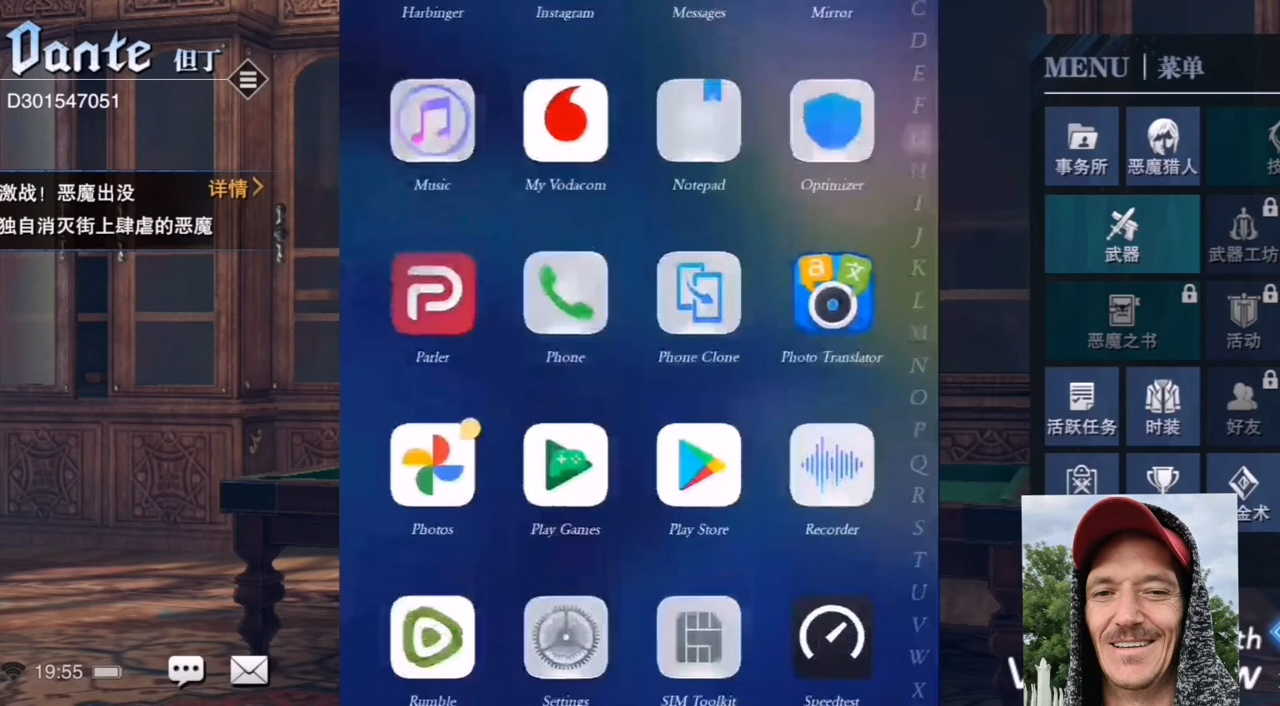 Dante 但丁
D301547051
激战！恶魔出没
详情
独自消灭街上肆虐的恶魔
19:55
Harbinger
Instagram
Messages
Mirror
Music
My Vodacom
Notepad
Optimizer
Parler
Phone
Phone Clone
Photo Translator
Photos
Play Games
Play Store
Recorder
Rumble
Settings
SIM Toolkit
Speedtest
C
D
E
F
I
J
K
L
M
N
O
P
Q
R
S
T
U
V
W
X
MENU | 菜单
事务所
恶魔猎人
武器
武器工坊
恶魔之书
活动
活跃任务
时装
好友
金术
th